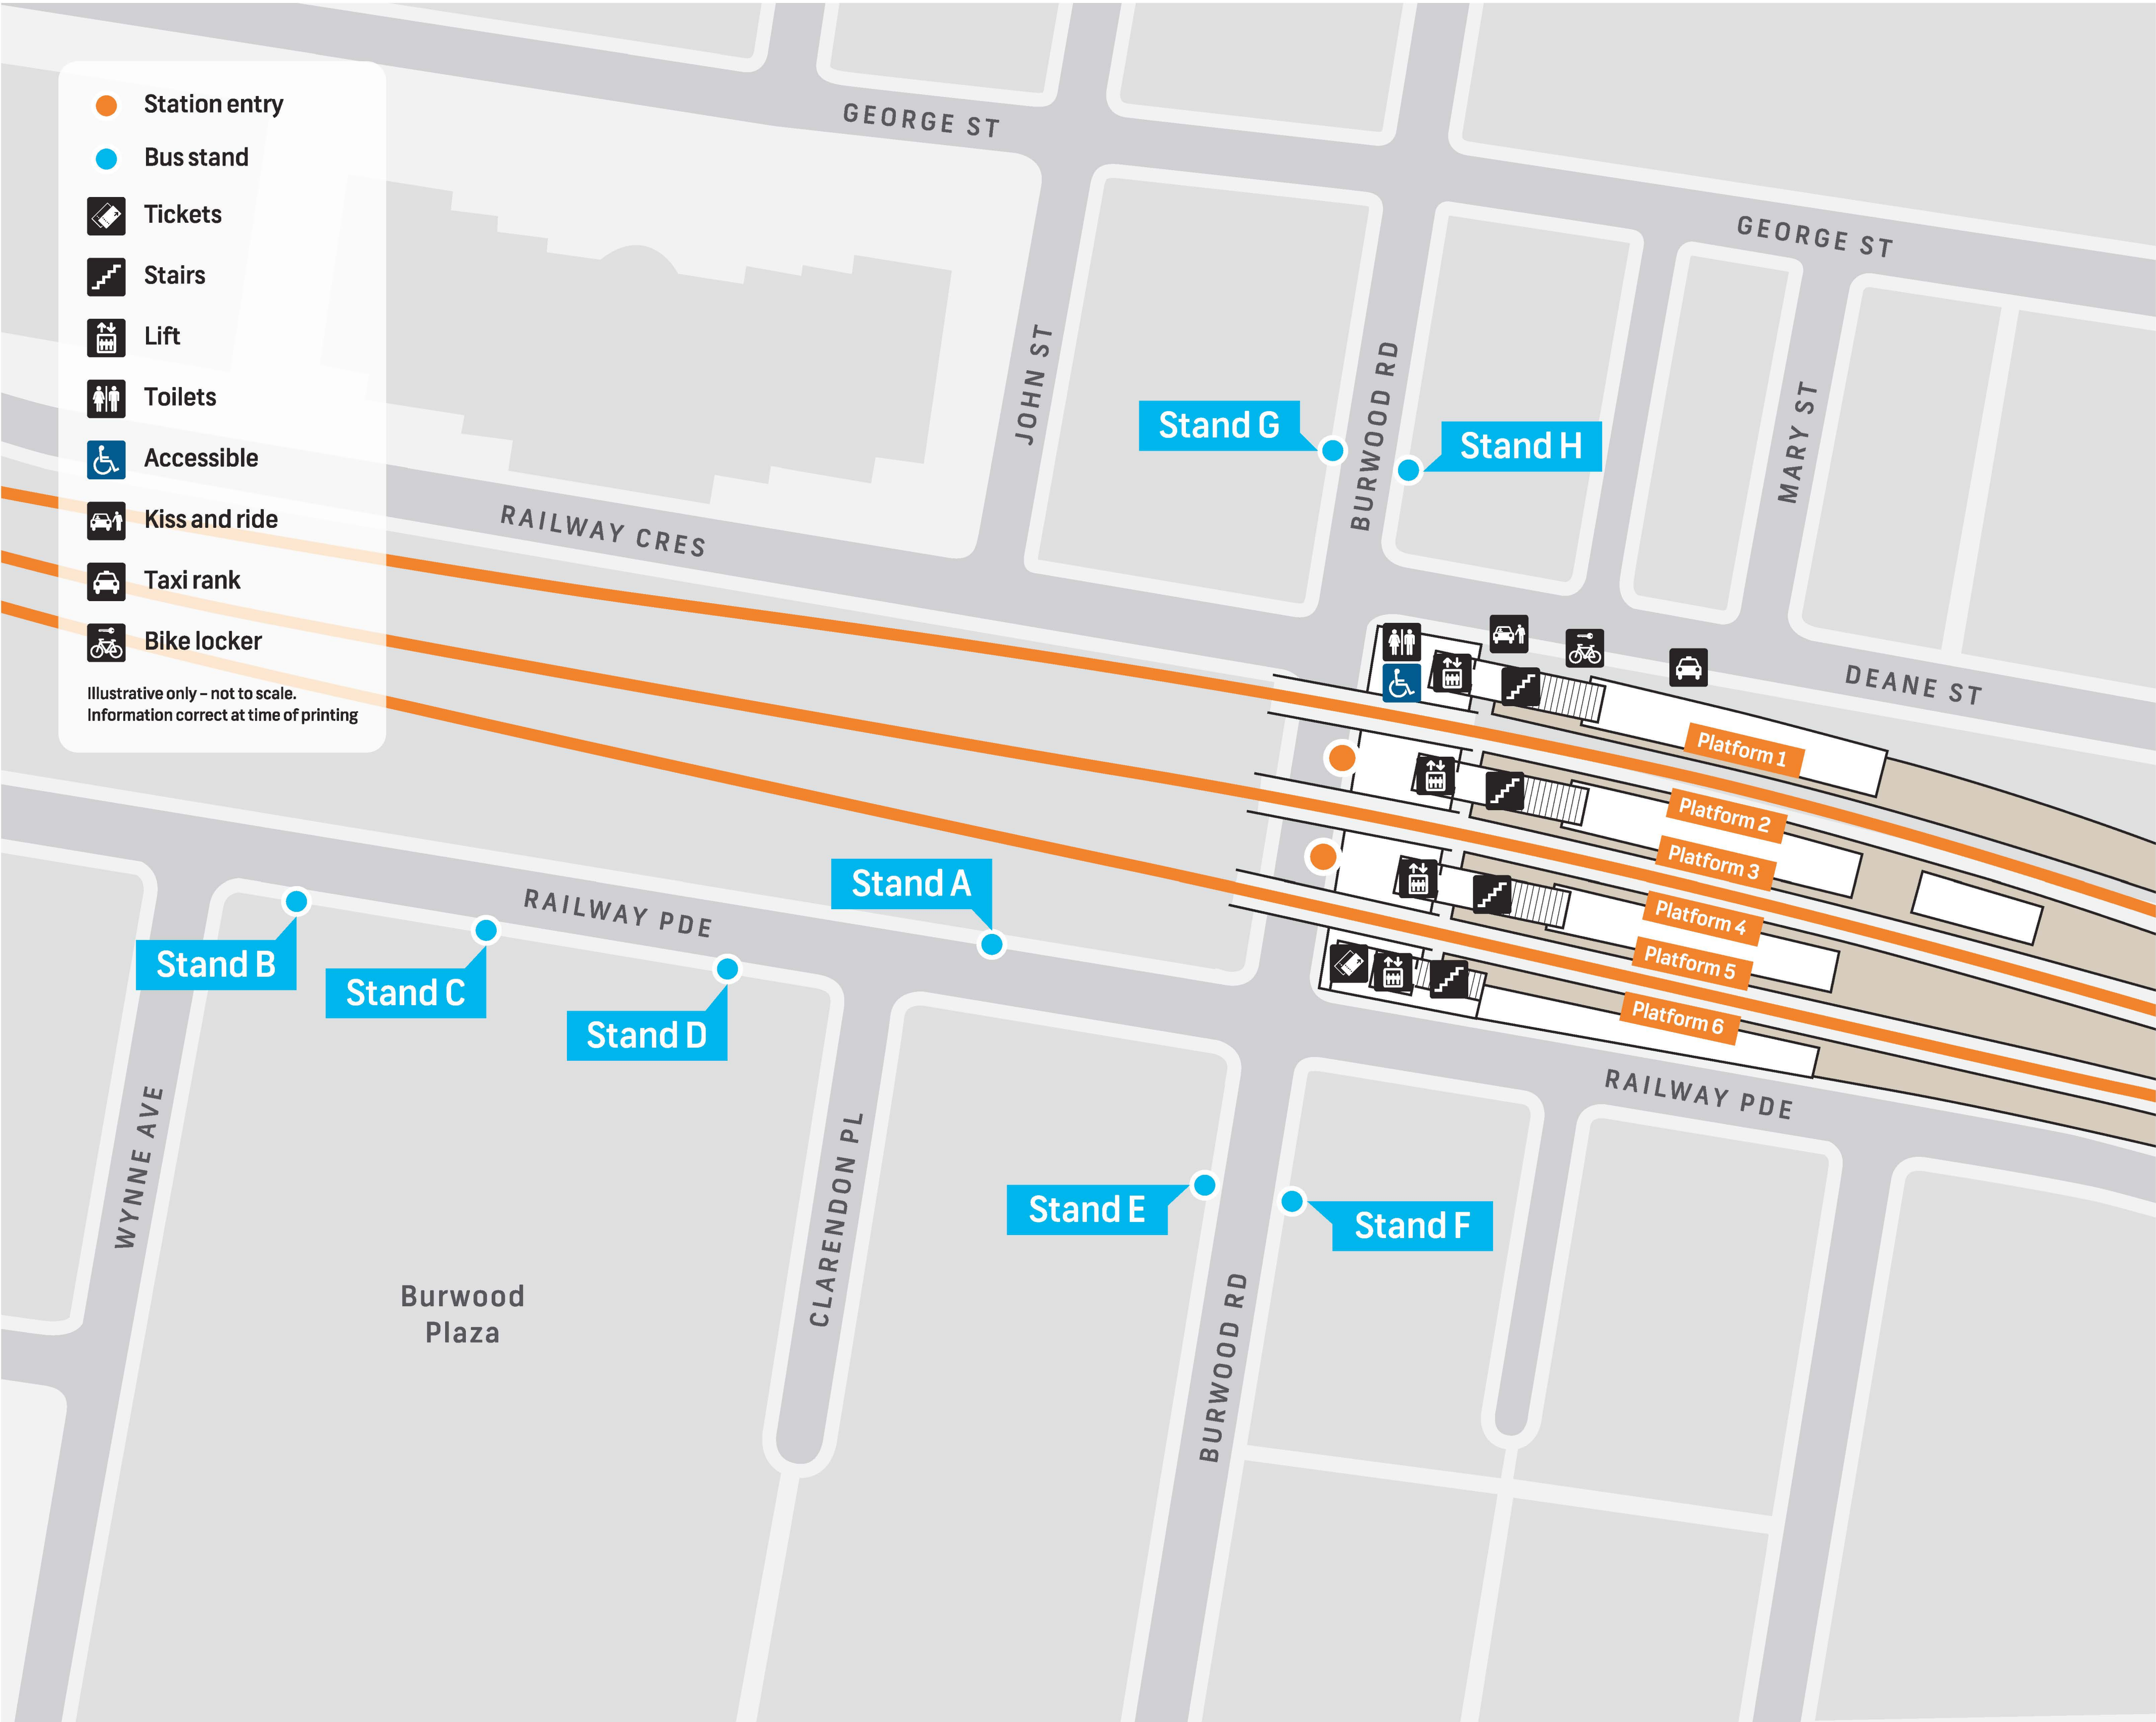 Station entry
Bus stand
Tickets
Stairs
Lift
Toilets
Accessible
Kiss and ride
Taxi rank
Bike locker
Illustrative only – not to scale.
Information correct at time of printing
GEORGE ST
GEORGE ST
JOHN ST
BURWOOD RD
MARY ST
Stand G
Stand H
RAILWAY CRES
DEANE ST
Platform 1
Platform 2
Platform 3
Platform 4
Platform 5
Platform 6
Stand A
RAILWAY PDE
Stand B
Stand C
Stand D
RAILWAY PDE
WYNNE AVE
CLARENDON PL
Stand E
Stand F
BURWOOD RD
Burwood
Plaza